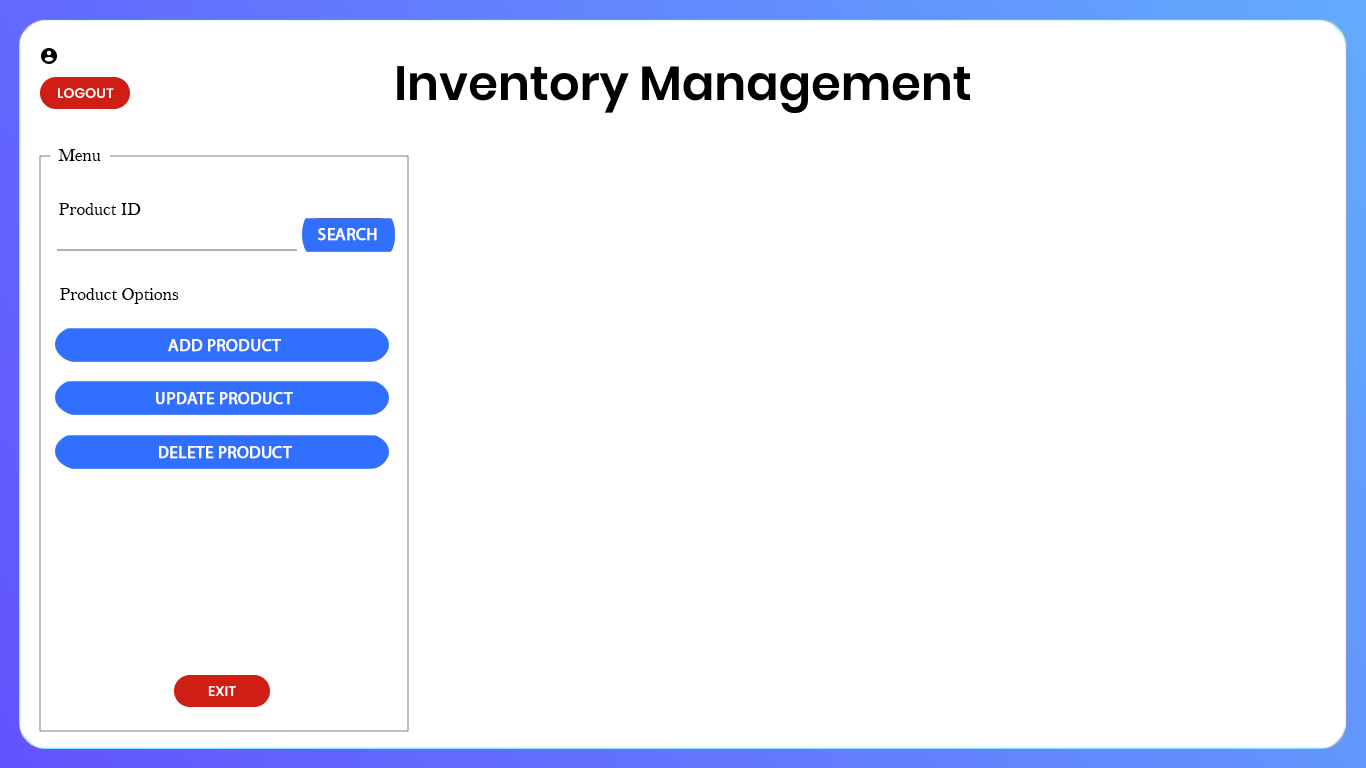 LOGOUT
Inventory Management
Menu
Product ID
SEARCH
Product Options
ADD PRODUCT
UPDATE PRODUCT
DELETE PRODUCT
EXIT